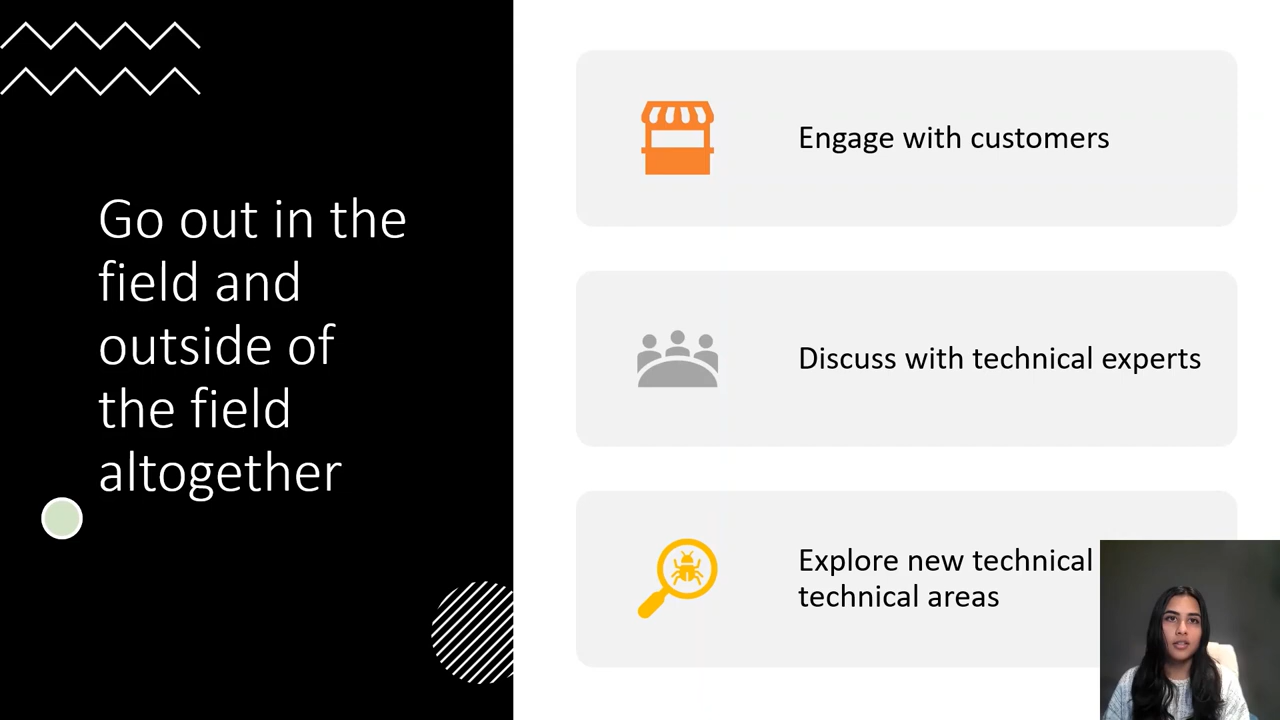 Go out in the
field and
outside of
the field
altogether
Engage with customers
Discuss with technical experts
Explore new technical
technical areas